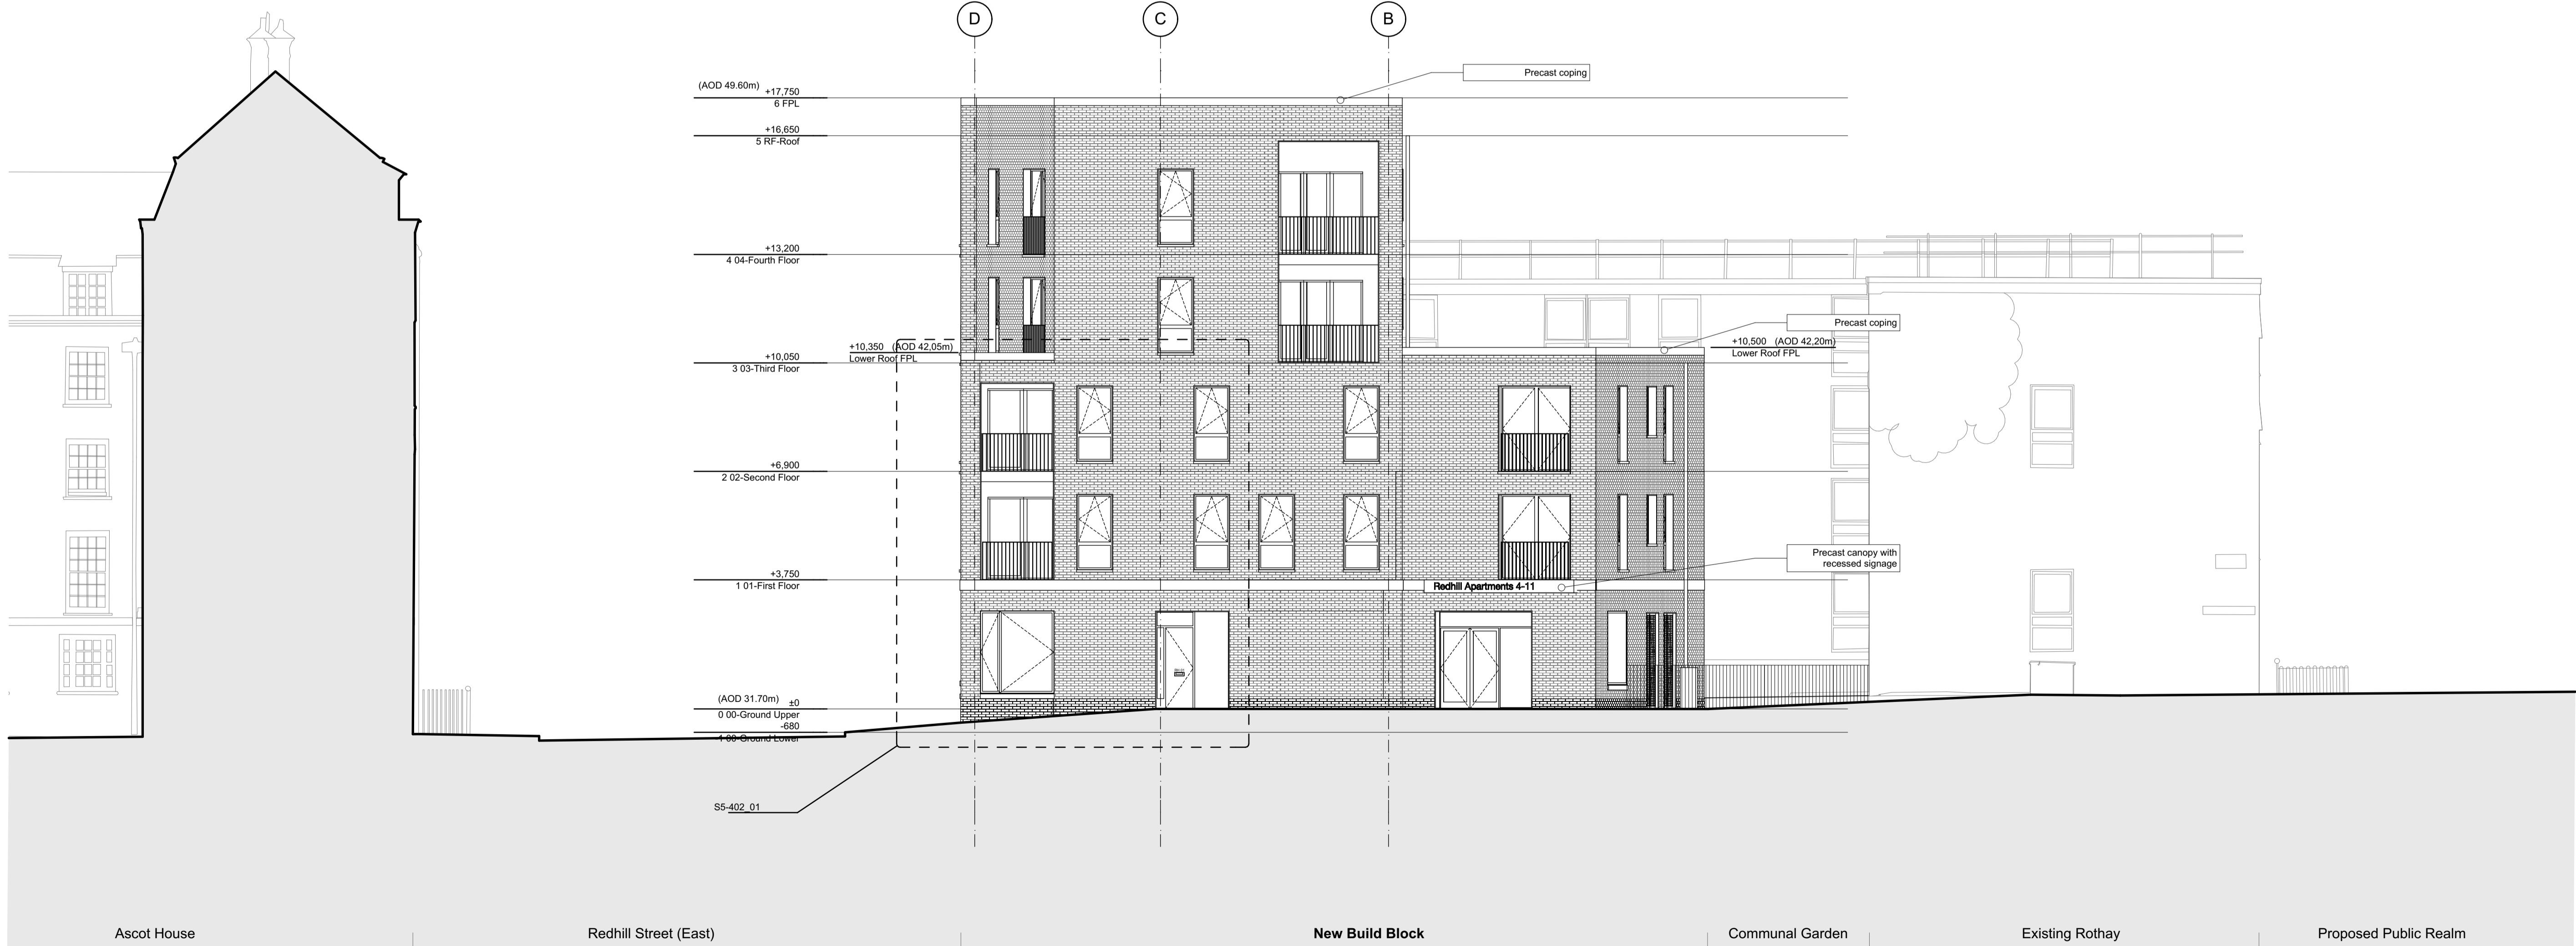 D
C
B
Precast coping
(AOD 49.60m)
+17,750
6 FPL
+16,650
5 RF-Roof
+13,200
4 04-Fourth Floor
Precast coping
+10,350 (AOD 42,05m)
Lower Roof FPL
+10,500 (AOD 42,20m)
Lower Roof FPL
+10,050
3 03-Third Floor
+6,900
2 02-Second Floor
Precast canopy with
recessed signage
+3,750
1 01-First Floor
Redhill Apartments 4-11
(AOD 31.70m)
±0
0 00-Ground Upper
-680
-1 00-Ground Lower
S5-402_01
Ascot House
Redhill Street (East)
New Build Block
Communal Garden
Existing Rothay
Proposed Public Realm